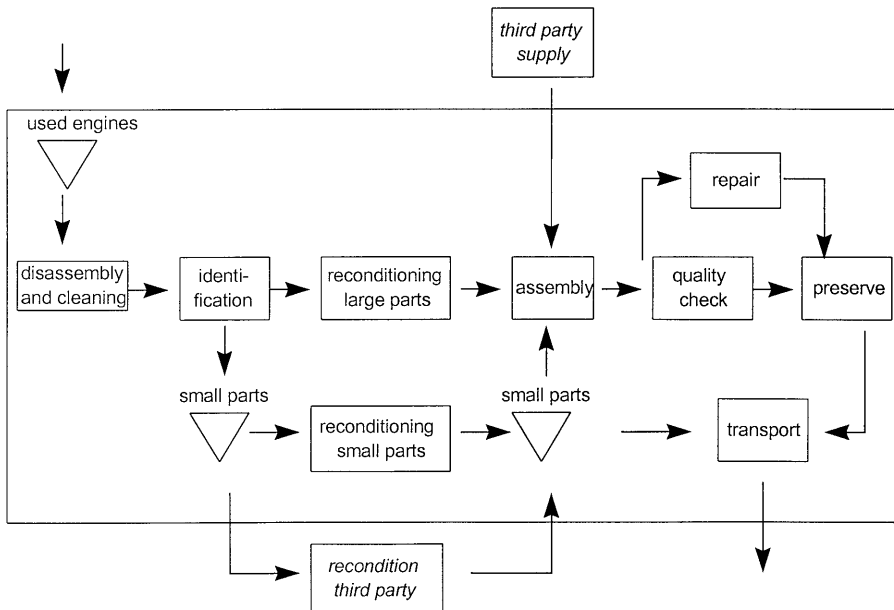 third party
supply
used engines
repair
disassembly
and cleaning
identi-
fication
reconditioning
large parts
assembly
quality
check
preserve
small parts
small parts
reconditioning
small parts
transport
recondition
third party